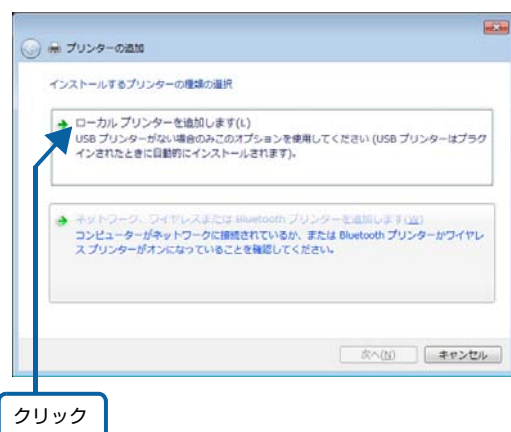 プリンターの追加
インストールするプリンターの種類の選択
ローカル プリンターを追加します(L)
USB プリンターがない場合のみこのオプションを使用してください (USB プリンターはプラグ
インされたときに自動的にインストールされます)。
ネットワーク、ワイヤレスまたは Bluetooth プリンターを追加します(W)
コンピューターがネットワークに接続されているか、または Bluetooth プリンターかワイヤレ
ス プリンターがオンになっていることを確認してください。
次へ(N) キャンセル
クリック